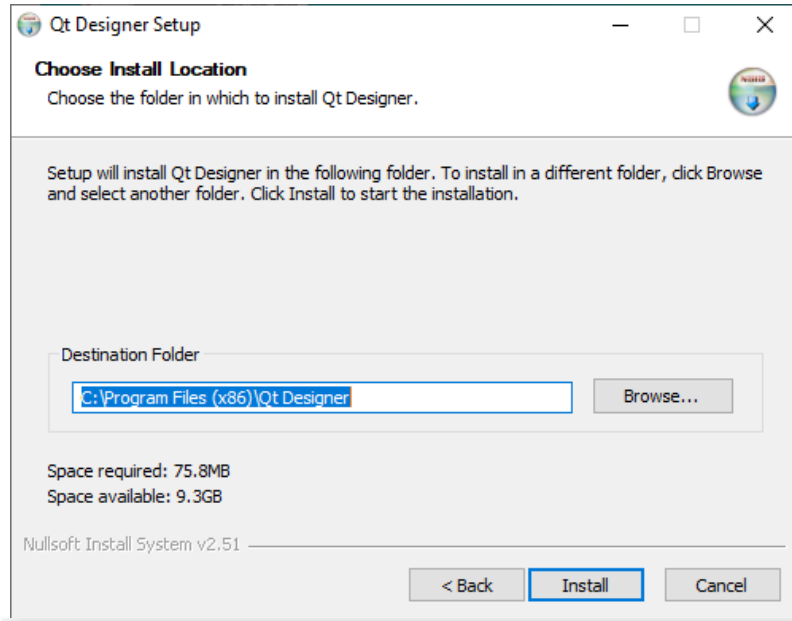 Qt Designer Setup
Choose Install Location
Choose the folder in which to install Qt Designer.
Setup will install Qt Designer in the following folder. To install in a different folder, click Browse
and select another folder. Click Install to start the installation.
Destination Folder
C:\Program Files (x86)\Qt Designer
Browse...
Space required: 75.8MB
Space available: 9.3GB
Nullsoft Install System v2.51
< Back
Install
Cancel